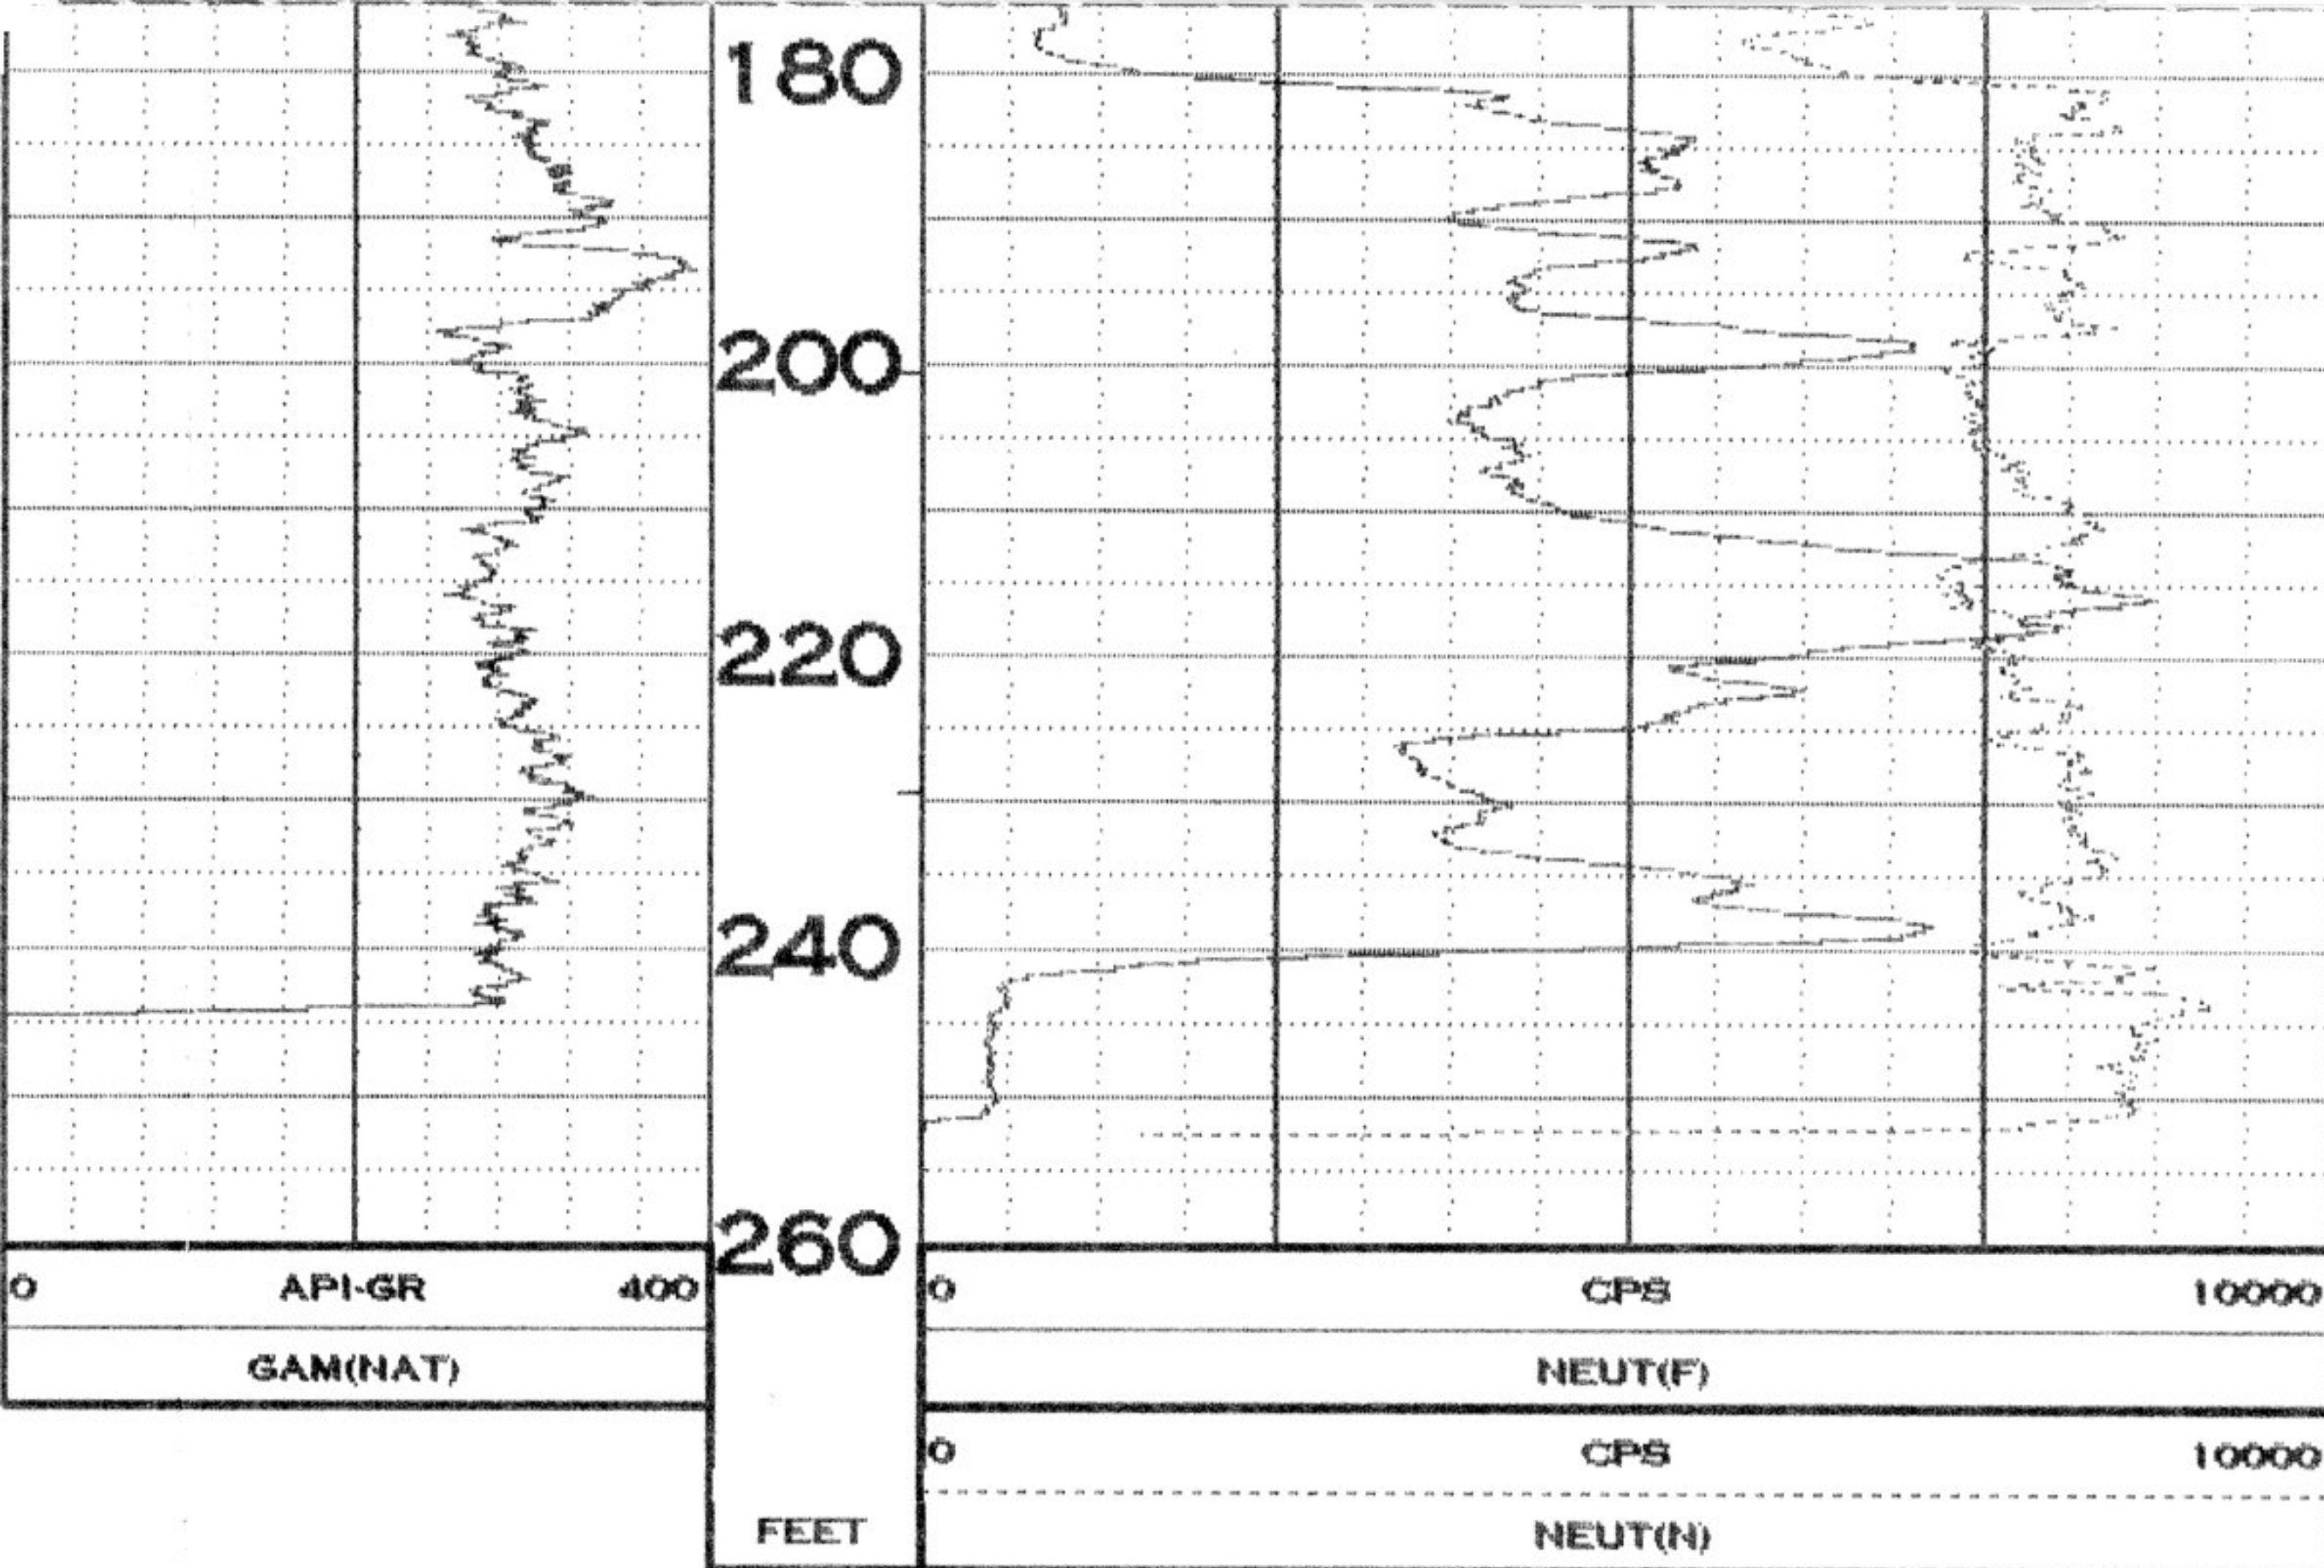 180
200
220
240
260
0 API-GR 400
GAM(NAT)
0 CPS 10000
NEUT(F)
0 CPS 10000
FEET
NEUT(N)